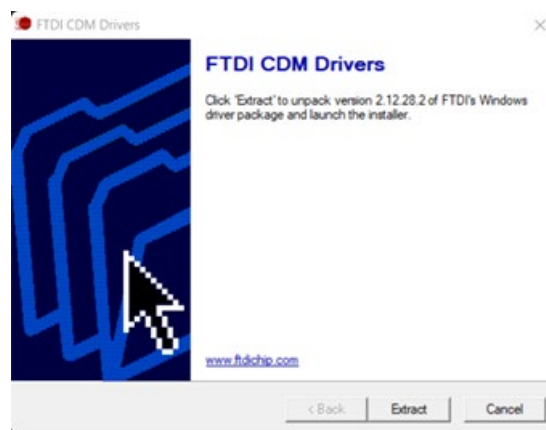 FTDI CDM Drivers
FTDI CDM Drivers
Click 'Extract' to unpack version 2.12.28.2 of FTDI's Windows
driver package and launch the installer.
www.ftdichip.com
< Back
Extract
Cancel